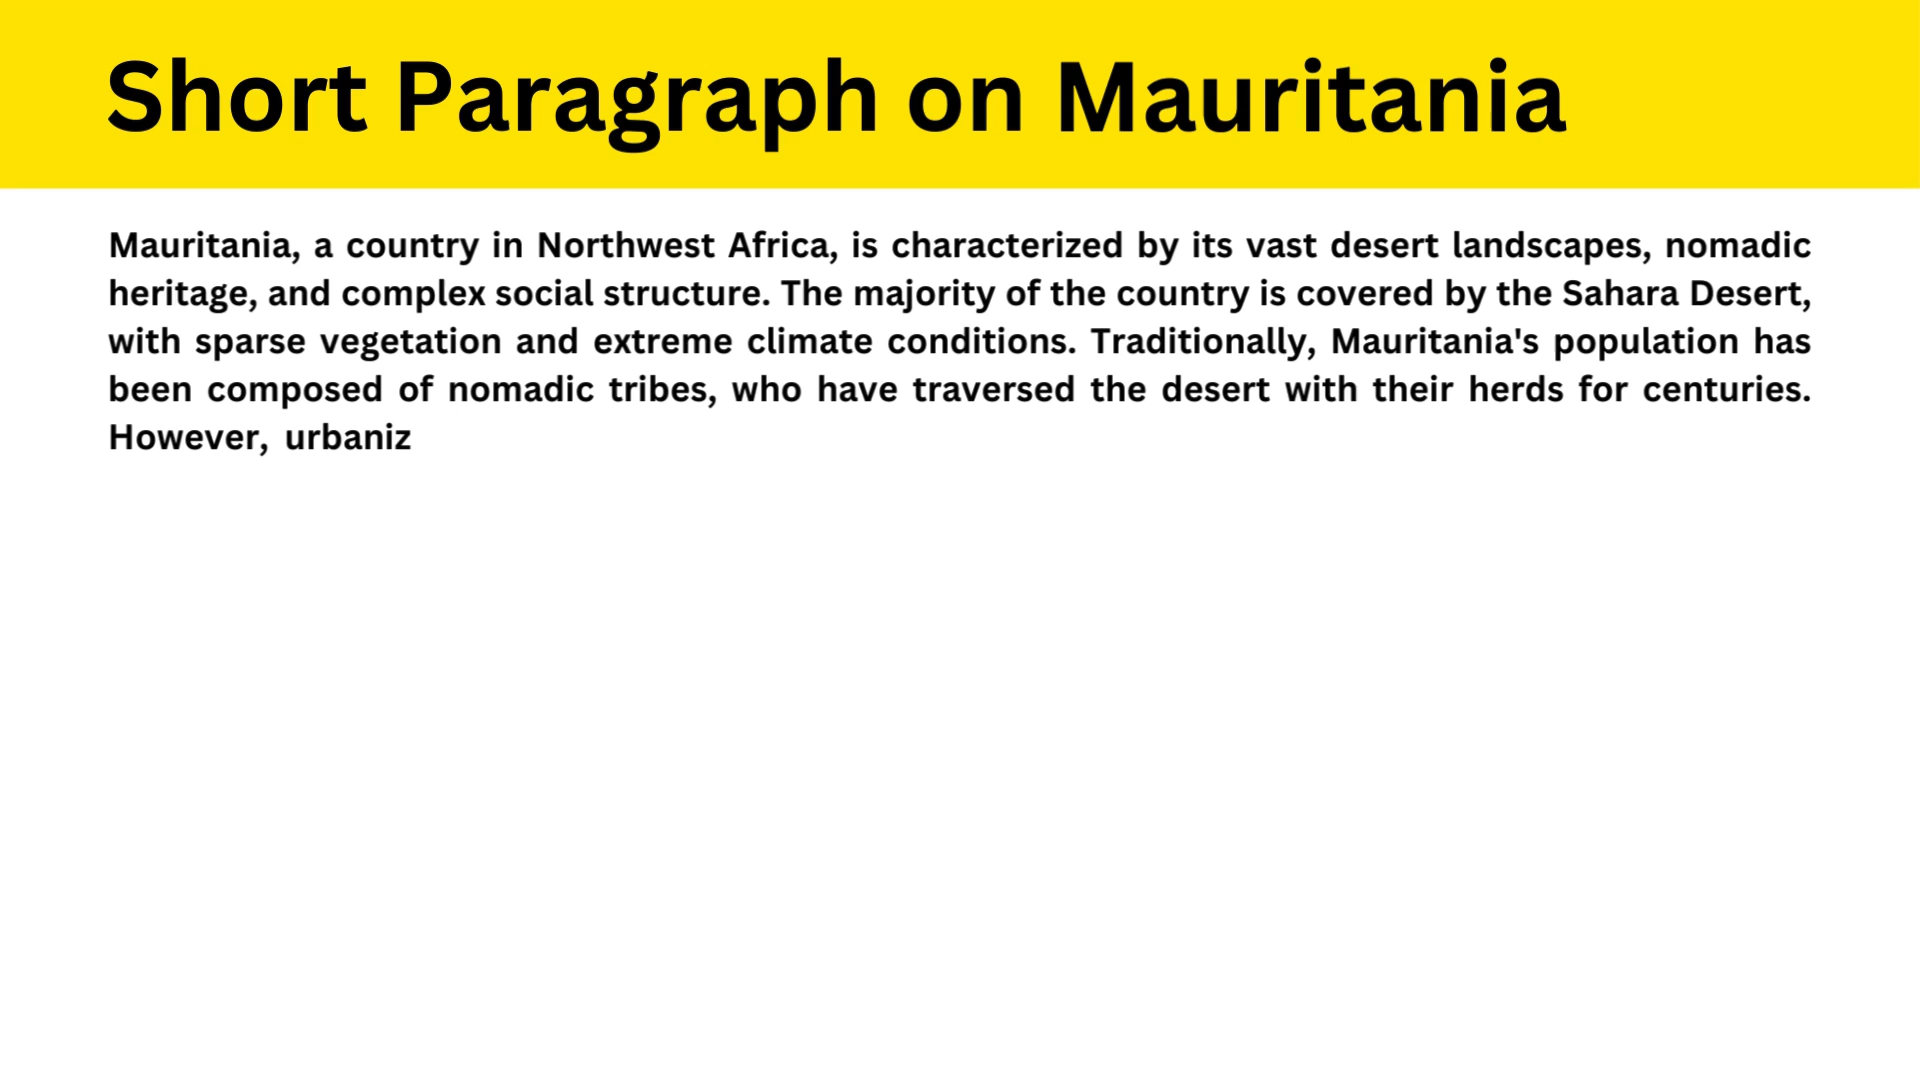 Short Paragraph on Mauritania
Mauritania, a country in Northwest Africa, is characterized by its vast desert landscapes, nomadic
heritage, and complex social structure. The majority of the country is covered by the Sahara Desert,
with sparse vegetation and extreme climate conditions. Traditionally, Mauritania's population has
been composed of nomadic tribes, who have traversed the desert with their herds for centuries.
However, urbaniz